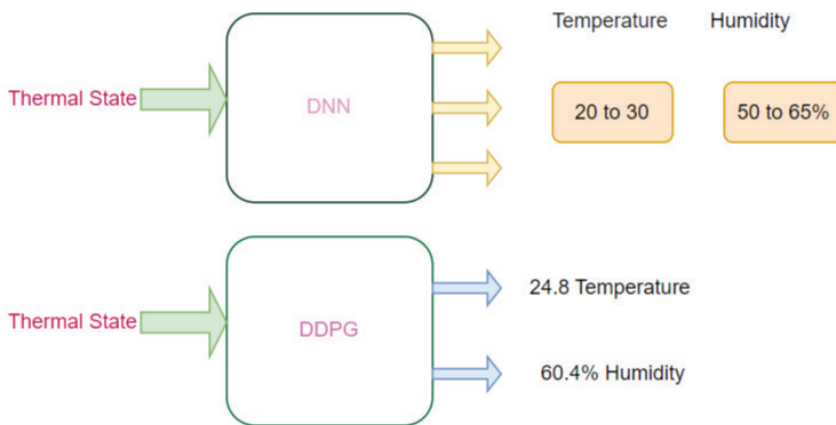 Temperature Humidity
Thermal State
DNN
20 to 30
50 to 65%
Thermal State
DDPG
24.8 Temperature
60.4% Humidity